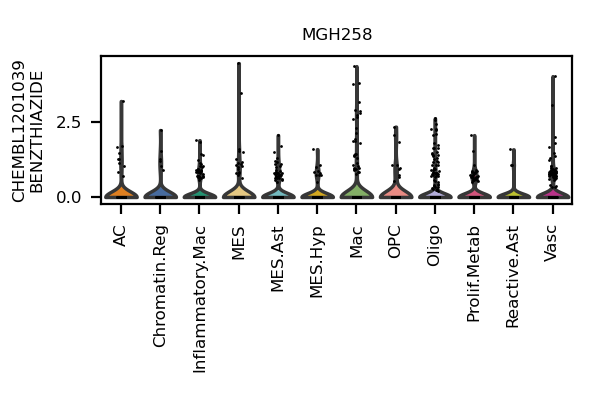 MGH258
CHEMBL1201039
BENZTHIAZIDE
2.5
0.0
AC
Chromatin.Reg
Inflammatory.Mac
MES
MES.Ast
MES.Hyp
Mac
OPC
Oligo
Prolif.Metab
Reactive.Ast
Vasc